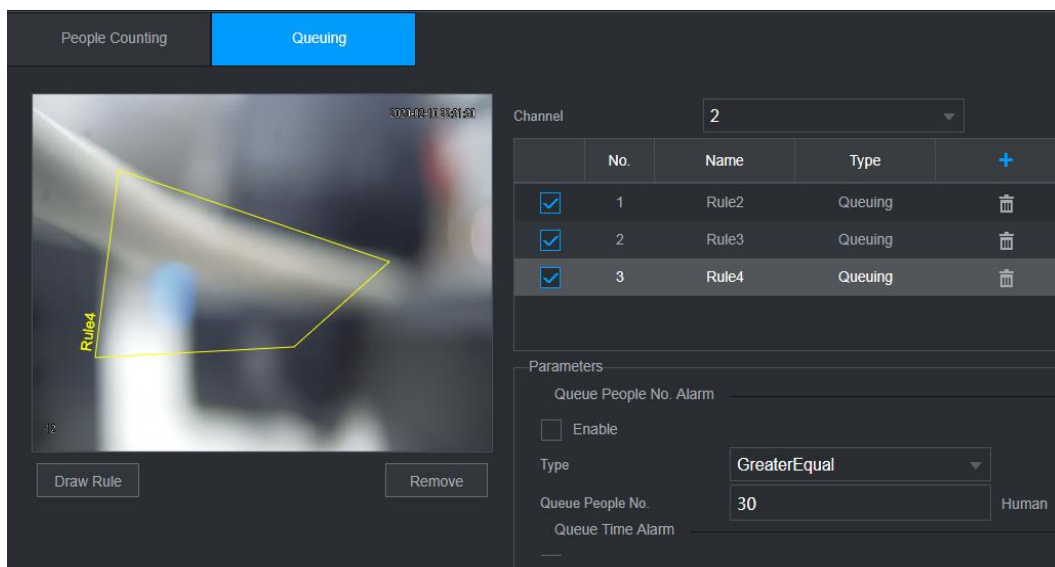 People Counting
Queuing
Channel
2
No.
Name
Type
+
1
Rule2
Queuing
2
Rule3
Queuing
3
Rule4
Queuing
Rule4
12
Draw Rule
Remove
Parameters
Queue People No. Alarm
Enable
Type
GreaterEqual
Queue People No.
30
Human
Queue Time Alarm